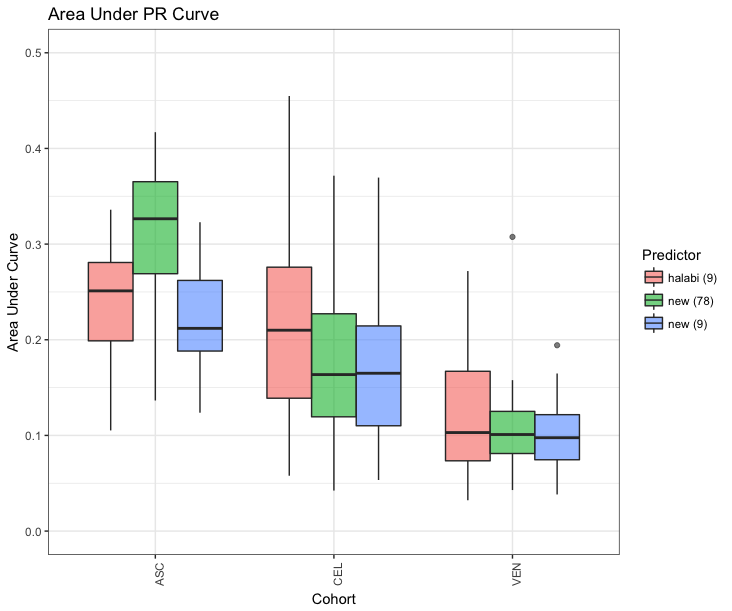 Area Under PR Curve
Area Under Curve
0.5
0.4
0.3
0.2
0.1
0.0
ASC
CEL
VEN
Cohort
Predictor
halabi (9)
new (78)
new (9)